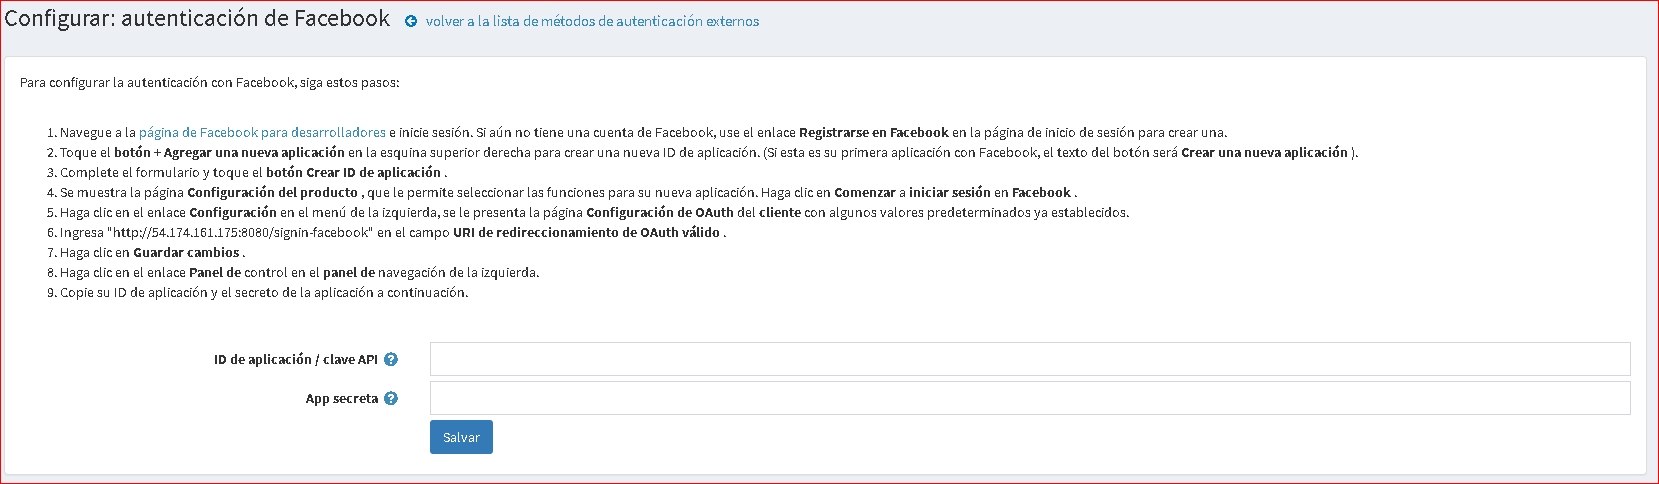 Configurar: autenticación de Facebook volver a la lista de métodos de autenticación externos
Para configurar la autenticación con Facebook, siga estos pasos:
1. Navegue a la página de Facebook para desarrolladores e inicie sesión. Si aún no tiene una cuenta de Facebook, use el enlace Registrarse en Facebook en la página de inicio de sesión para crear una.
2. Toque el botón + Agregar una nueva aplicación en la esquina superior derecha para crear una nueva ID de aplicación. (Si esta es su primera aplicación con Facebook, el texto del botón será Crear una nueva aplicación ).
3. Complete el formulario y toque el botón Crear ID de aplicación .
4. Se muestra la página Configuración del producto , que le permite seleccionar las funciones para su nueva aplicación. Haga clic en Comenzar a iniciar sesión en Facebook .
5. Haga clic en el enlace Configuración en el menú de la izquierda, se le presenta la página Configuración de OAuth del cliente con algunos valores predeterminados ya establecidos.
6. Ingresa "http://54.174.161.175:8080/signin-facebook" en el campo URI de redireccionamiento de OAuth válido .
7. Haga clic en Guardar cambios .
8. Haga clic en el enlace Panel de control en el panel de navegación de la izquierda.
9. Copie su ID de aplicación y el secreto de la aplicación a continuación.
ID de aplicación / clave API
App secreta
Salvar